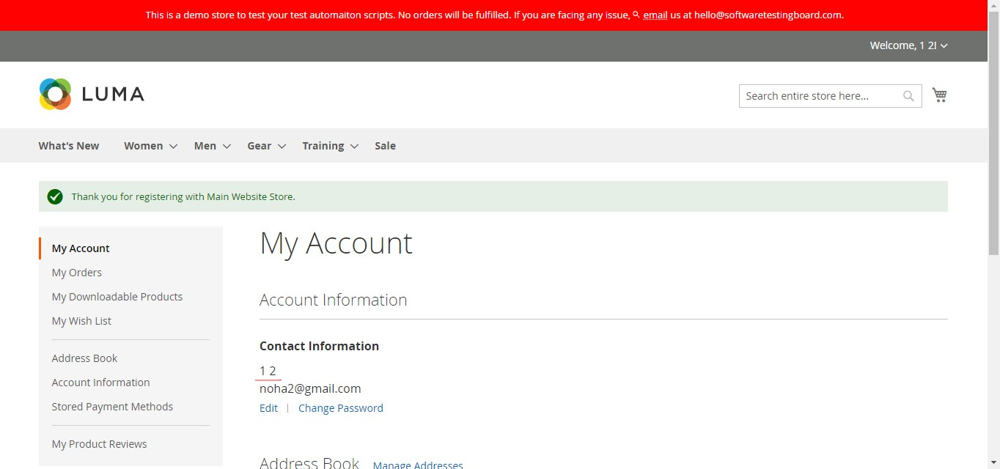 This is a demo store to test your test automaiton scripts. No orders will be fulfilled. If you are facing any issue, email us at hello@softwaretestingboard.com.
Welcome, 1 2!
LUMA
Search entire store here...
What's New Women Men Gear Training Sale
Thank you for registering with Main Website Store.
My Account
My Orders
My Downloadable Products
My Wish List
Address Book
Account Information
Stored Payment Methods
My Product Reviews
My Account
Account Information
Contact Information
1 2
noha2@gmail.com
Edit | Change Password
Address Book Manage Addresses